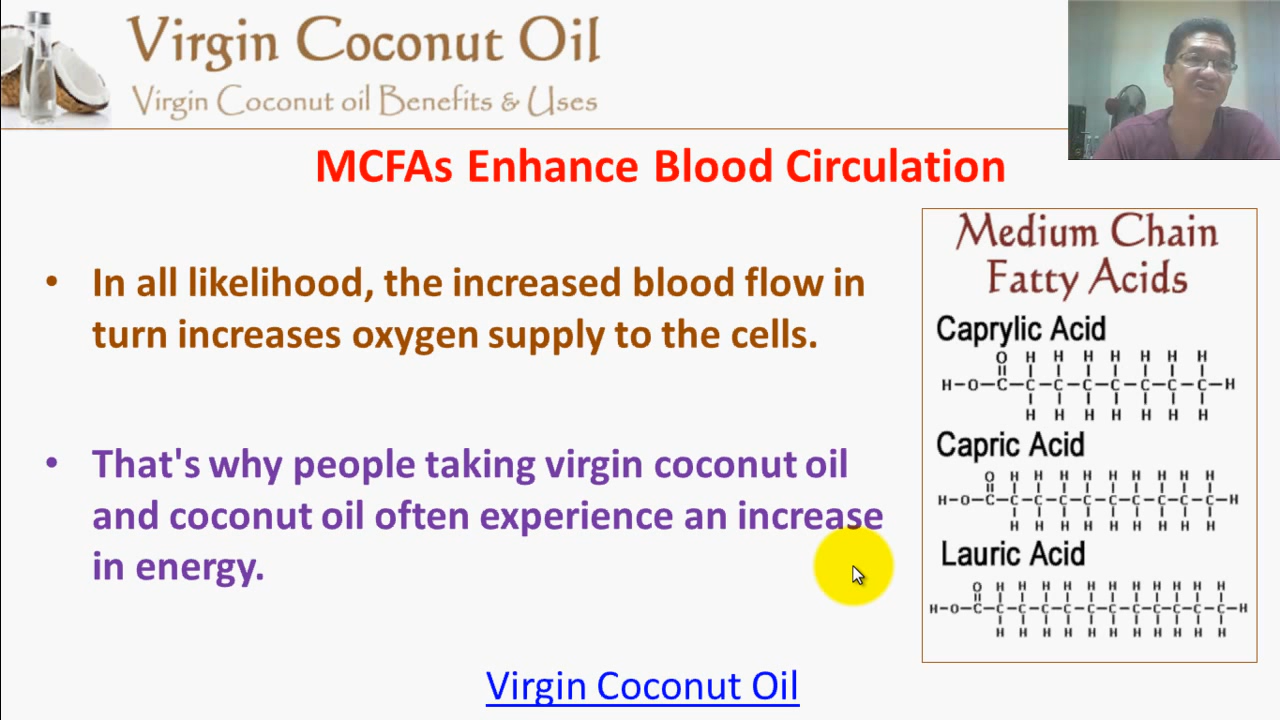 Virgin Coconut Oil
Virgin Coconut oil Benefits & Uses
MCFAs Enhance Blood Circulation
• In all likelihood, the increased blood flow in
turn increases oxygen supply to the cells.
• That's why people taking virgin coconut oil
and coconut oil often experience an increase
in energy.
Medium Chain
Fatty Acids
Caprylic Acid
O H H H H H H H
H-O-C-C-C-C-C-C-C-C-H
H H H H H H H
Capric Acid
O H H H H H H H H H
H-O-C-C-C-C-C-C-C-C-C-C-H
H H H H H H H H H
Lauric Acid
O H H H H H H H H H H H
H-O-C-C-C-C-C-C-C-C-C-C-C-C-H
H H H H H H H H H H H
Virgin Coconut Oil